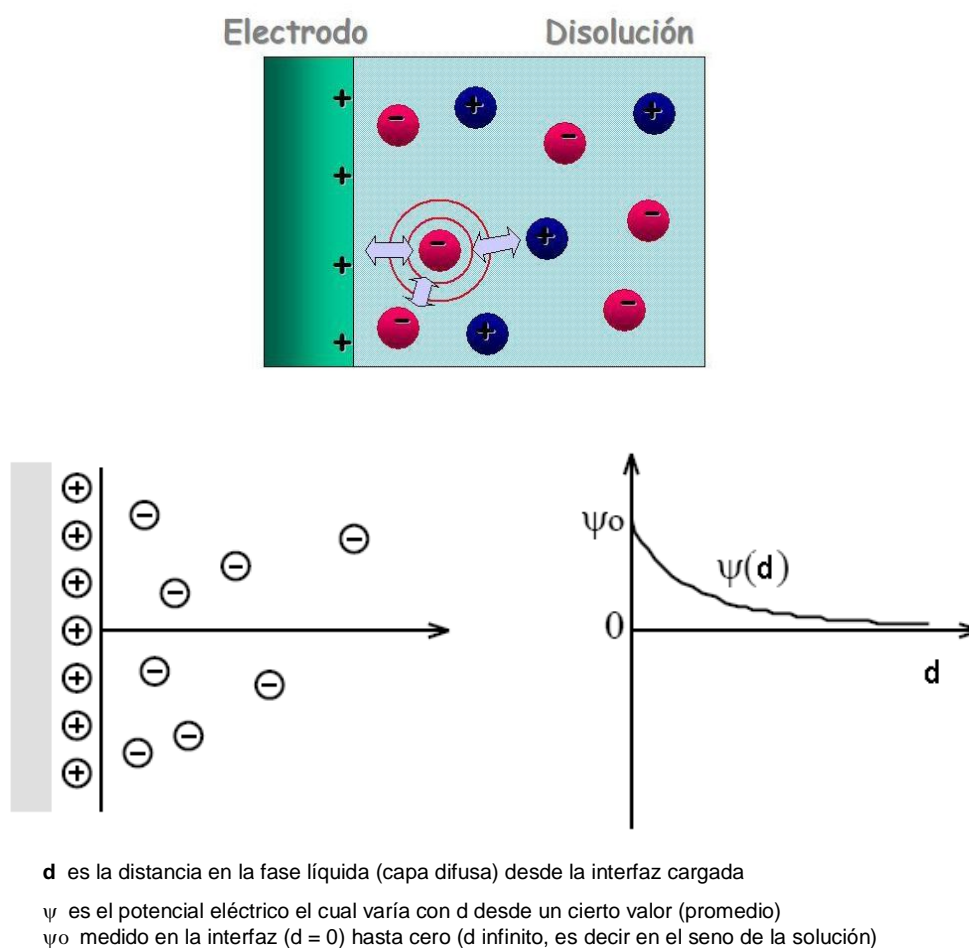 Electrodo Disolución
ψo
ψ(d)
0
d
d es la distancia en la fase líquida (capa difusa) desde la interfaz cargada
ψ es el potencial eléctrico el cual varía con d desde un cierto valor (promedio)
ψo medido en la interfaz (d = 0) hasta cero (d infinito, es decir en el seno de la solución)